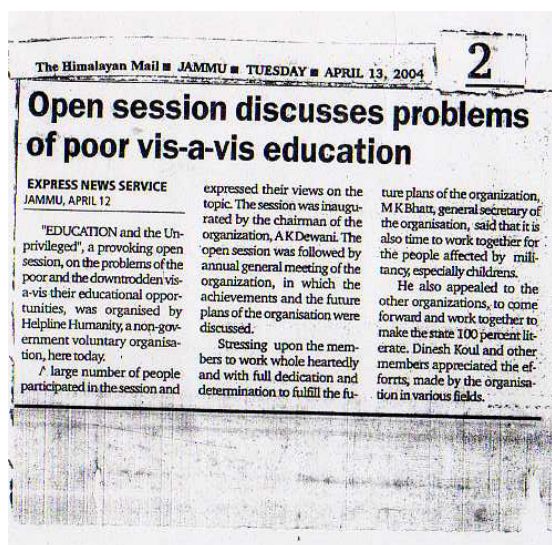 The Himalayan Mail ■ JAMMU ■ TUESDAY ■ APRIL 13, 2004
2
Open session discusses problems
of poor vis-a-vis education
EXPRESS NEWS SERVICE
JAMMU, APRIL 12
"EDUCATION and the Un-
privileged", a provoking open
session, on the problems of the
poor and the downtrodden vis-
a-vis their educational oppor-
tunities, was organised by
Helpline Humanity, a non-gov-
ernment voluntary organisa-
tion, here today.
A large number of people
participated in the session and
expressed their views on the
topic. The session was inaugu-
rated by the chairman of the
organization, A K Dewani. The
open session was followed by
annual general meeting of the
organization, in which the
achievements and the future
plans of the organisation were
discussed.
Stressing upon the mem-
bers to work whole heartedly
and with full dedication and
determination to fulfill the fu-
ture plans of the organization,
M K Bhatt, general secretary of
the organisation, said that it is
also time to work together for
the people affected by mili-
tancy, especially childrens.
He also appealed to the
other organizations, to come
forward and work together to
make the state 100 percent lit-
erate. Dinesh Koul and other
members appreciated the ef-
forrts, made by the organisa-
tion in various fields.